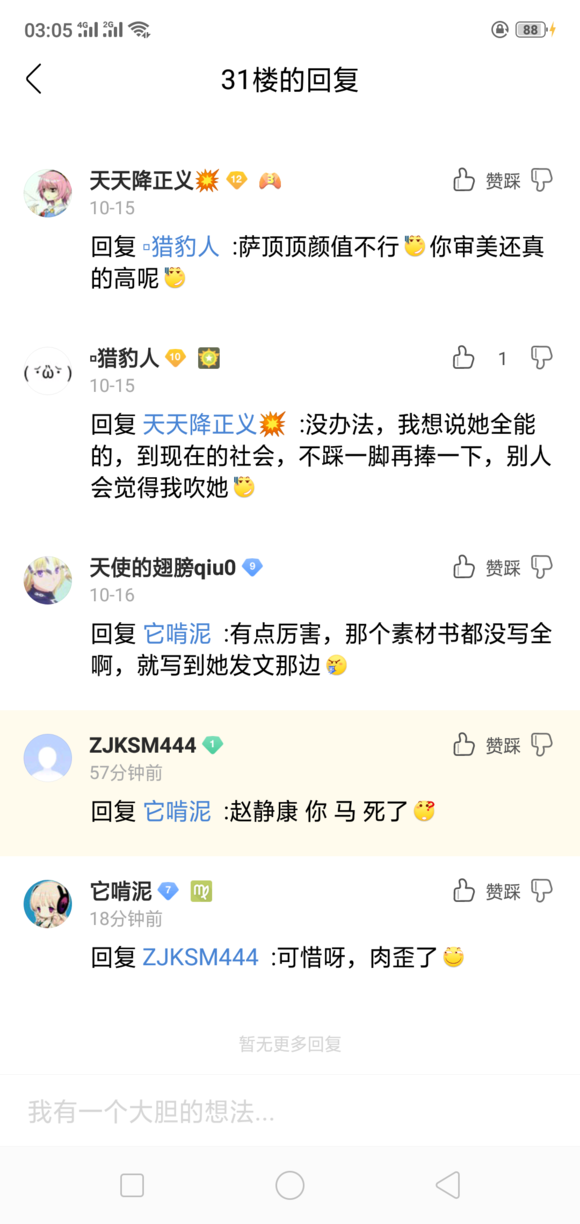 03:05 4G 2G 88
31楼的回复
天天降正义💥 12 3
赞踩
10-15
回复 ▫猎豹人 :萨顶顶颜值不行🤭你审美还真
的高呢🤭
▫猎豹人 10
1
( ˘ω˘ )
10-15
回复 天天降正义💥 :没办法，我想说她全能
的，到现在的社会，不踩一脚再捧一下，别人
会觉得我吹她🤭
天使的翅膀qiu0 9
赞踩
10-16
回复 它啃泥 :有点厉害，那个素材书都没写全
啊，就写到她发文那边
ZJKSM444 1
赞踩
57分钟前
回复 它啃泥 :赵静康 你 马 死了
它啃泥 7 ♍
赞踩
18分钟前
回复 ZJKSM444 :可惜呀，肉歪了
暂无更多回复
我有一个大胆的想法...